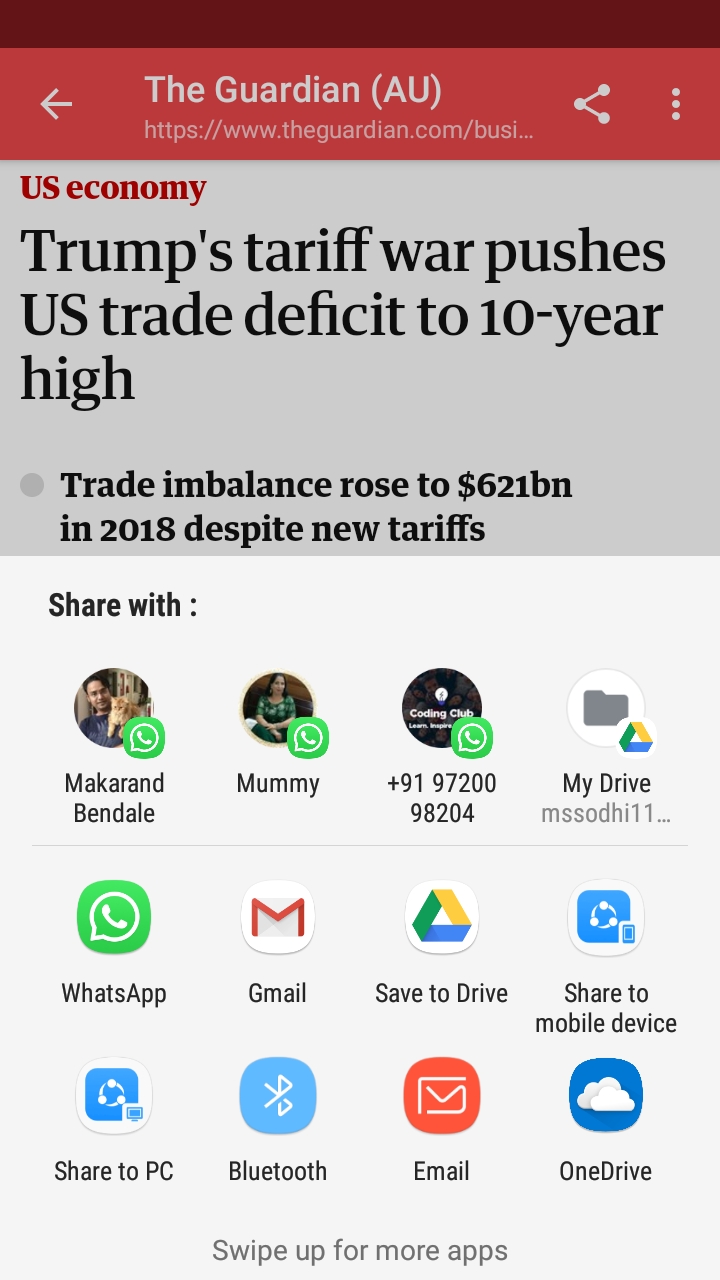 The Guardian (AU)
https://www.theguardian.com/busi...
US economy
Trump's tariff war pushes
US trade deficit to 10-year
high
Trade imbalance rose to $621bn
in 2018 despite new tariffs
Share with :
Coding Club
Learn. Inspire.
Makarand
Bendale
Mummy
+91 97200
98204
My Drive
mssodhi11...
WhatsApp
Gmail
Save to Drive
Share to
mobile device
Share to PC
Bluetooth
Email
OneDrive
Swipe up for more apps